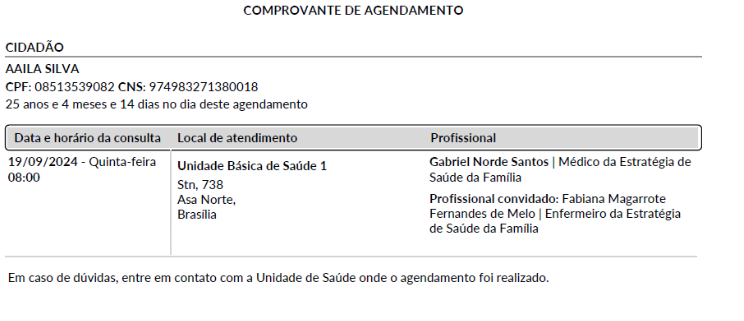 COMPROVANTE DE AGENDAMENTO
CIDADÃO
AAILA SILVA
CPF: 08513539082 CNS: 974983271380018
25 anos e 4 meses e 14 dias no dia deste agendamento
Data e horário da consulta
Local de atendimento
Profissional
19/09/2024 - Quinta-feira
08:00
Unidade Básica de Saúde 1
Stn, 738
Asa Norte,
Brasília
Gabriel Norde Santos | Médico da Estratégia de
Saúde da Família
Profissional convidado: Fabiana Magarrote
Fernandes de Melo | Enfermeiro da Estratégia
de Saúde da Família
Em caso de dúvidas, entre em contato com a Unidade de Saúde onde o agendamento foi realizado.